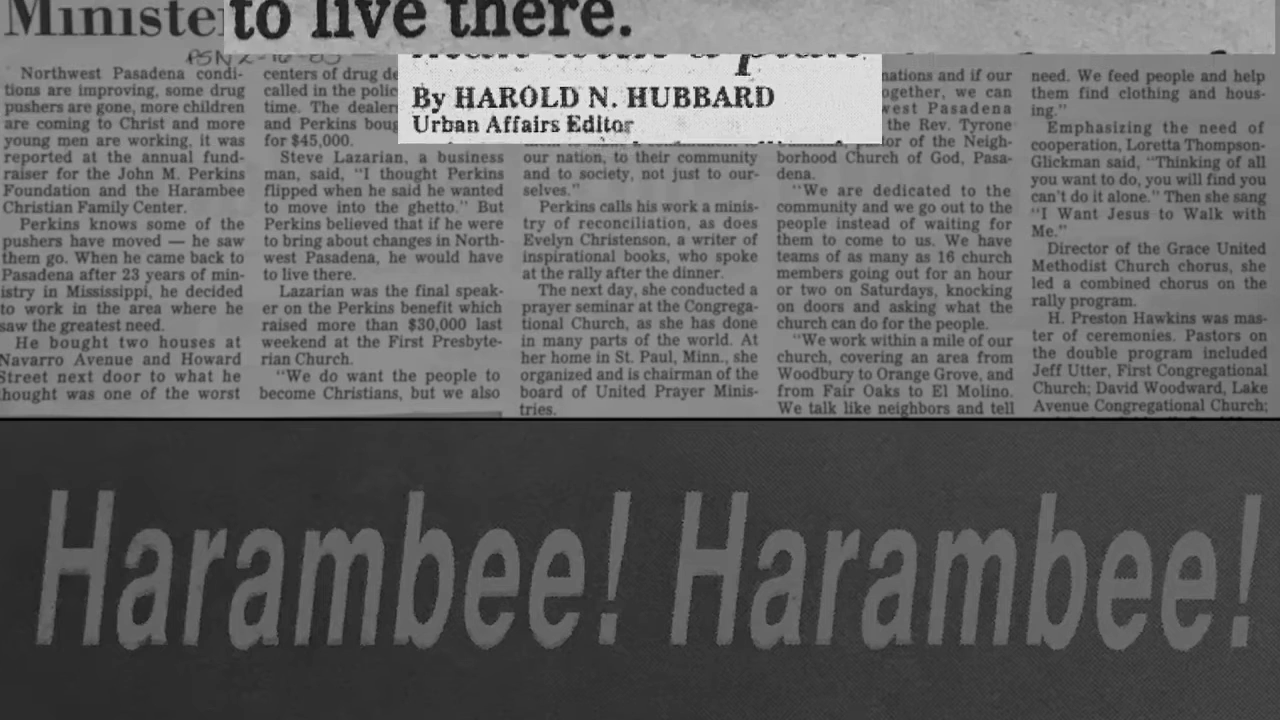 Ministe
to live there.
By HAROLD N. HUBBARD
Urban Affairs Editor
Northwest Pasadena condi-
tions are improving, some drug
pushers are gone, more children
are coming to Christ and more
young men are working, it was
reported at the annual fund-
raiser for the John M. Perkins
Foundation and the Harambee
Christian Family Center.
Perkins knows some of the
pushers have moved — he saw
them go. When he came back to
Pasadena after 23 years of min-
istry in Mississippi, he decided
to work in the area where he
saw the greatest need.
He bought two houses at
Navarro Avenue and Howard
Street next door to what he
hought was one of the worst
centers of drug de
called in the polic
time. The dealer
and Perkins boug
for $45,000.
Steve Lazarian, a business
man, said, "I thought Perkins
flipped when he said he wanted
to move into the ghetto." But
Perkins believed that if he were
to bring about changes in North-
west Pasadena, he would have
to live there.
Lazarian was the final speak-
er on the Perkins benefit which
raised more than $30,000 last
weekend at the First Presbyte-
rian Church.
"We do want the people to
become Christians, but we also
our nation, to their community
and to society, not just to our-
selves."
Perkins calls his work a minis-
try of reconciliation, as does
Evelyn Christenson, a writer of
inspirational books, who spoke
at the rally after the dinner.
The next day, she conducted a
prayer seminar at the Congrega-
tional Church, as she has done
in many parts of the world. At
her home in St. Paul, Minn., she
organized and is chairman of the
board of United Prayer Minis-
tries.
nations and if our
ogether, we can
west Pasadena
the Rev. Tyrone
tor of the Neigh-
borhood Church of God, Pasa-
dena.
"We are dedicated to the
community and we go out to the
people instead of waiting for
them to come to us. We have
teams of as many as 16 church
members going out for an hour
or two on Saturdays, knocking
on doors and asking what the
church can do for the people.
"We work within a mile of our
church, covering an area from
Woodbury to Orange Grove, and
from Fair Oaks to El Molino.
We talk like neighbors and tell
need. We feed people and help
them find clothing and hous-
ing."
Emphasizing the need of
cooperation, Loretta Thompson-
Glickman said, "Thinking of all
you want to do, you will find you
can't do it alone." Then she sang
"I Want Jesus to Walk with
Me."
Director of the Grace United
Methodist Church chorus, she
led a combined chorus on the
rally program.
H. Preston Hawkins was mas-
ter of ceremonies. Pastors on
the double program included
Jeff Utter, First Congregational
Church; David Woodward, Lake
Avenue Congregational Church;
Harambee! Harambee!